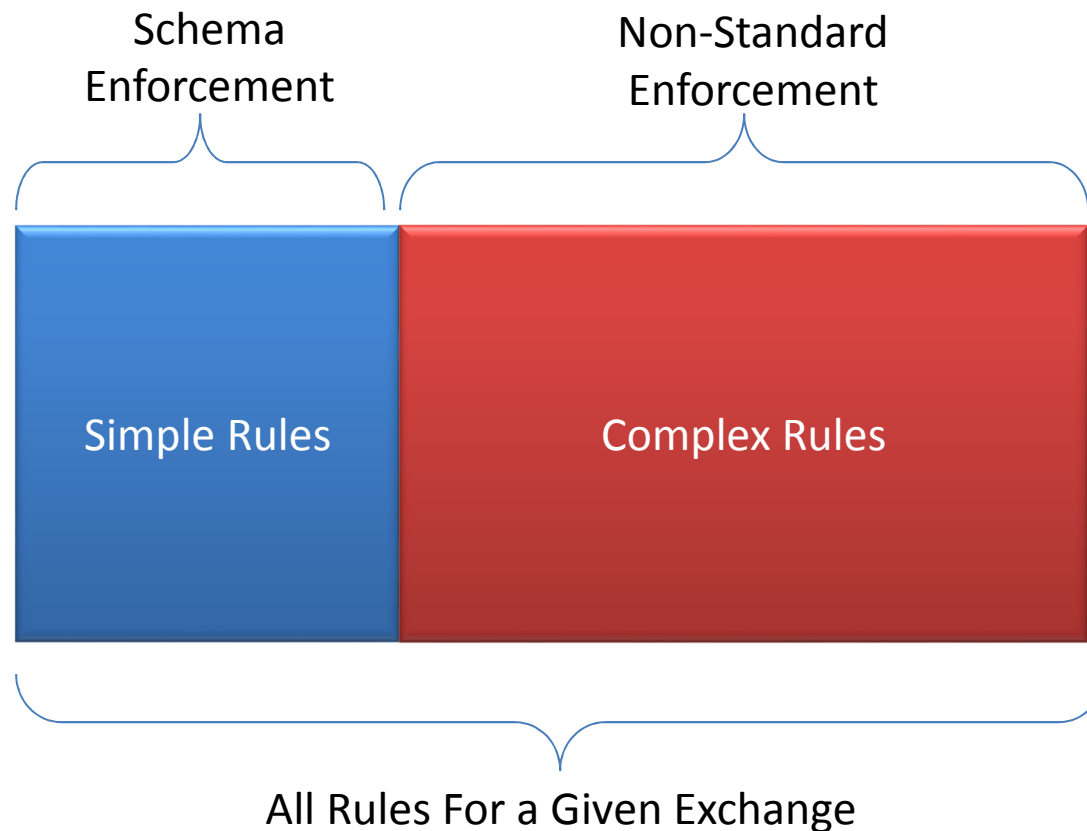 Schema
Enforcement
Non-Standard
Enforcement
Simple Rules
Complex Rules
All Rules For a Given Exchange